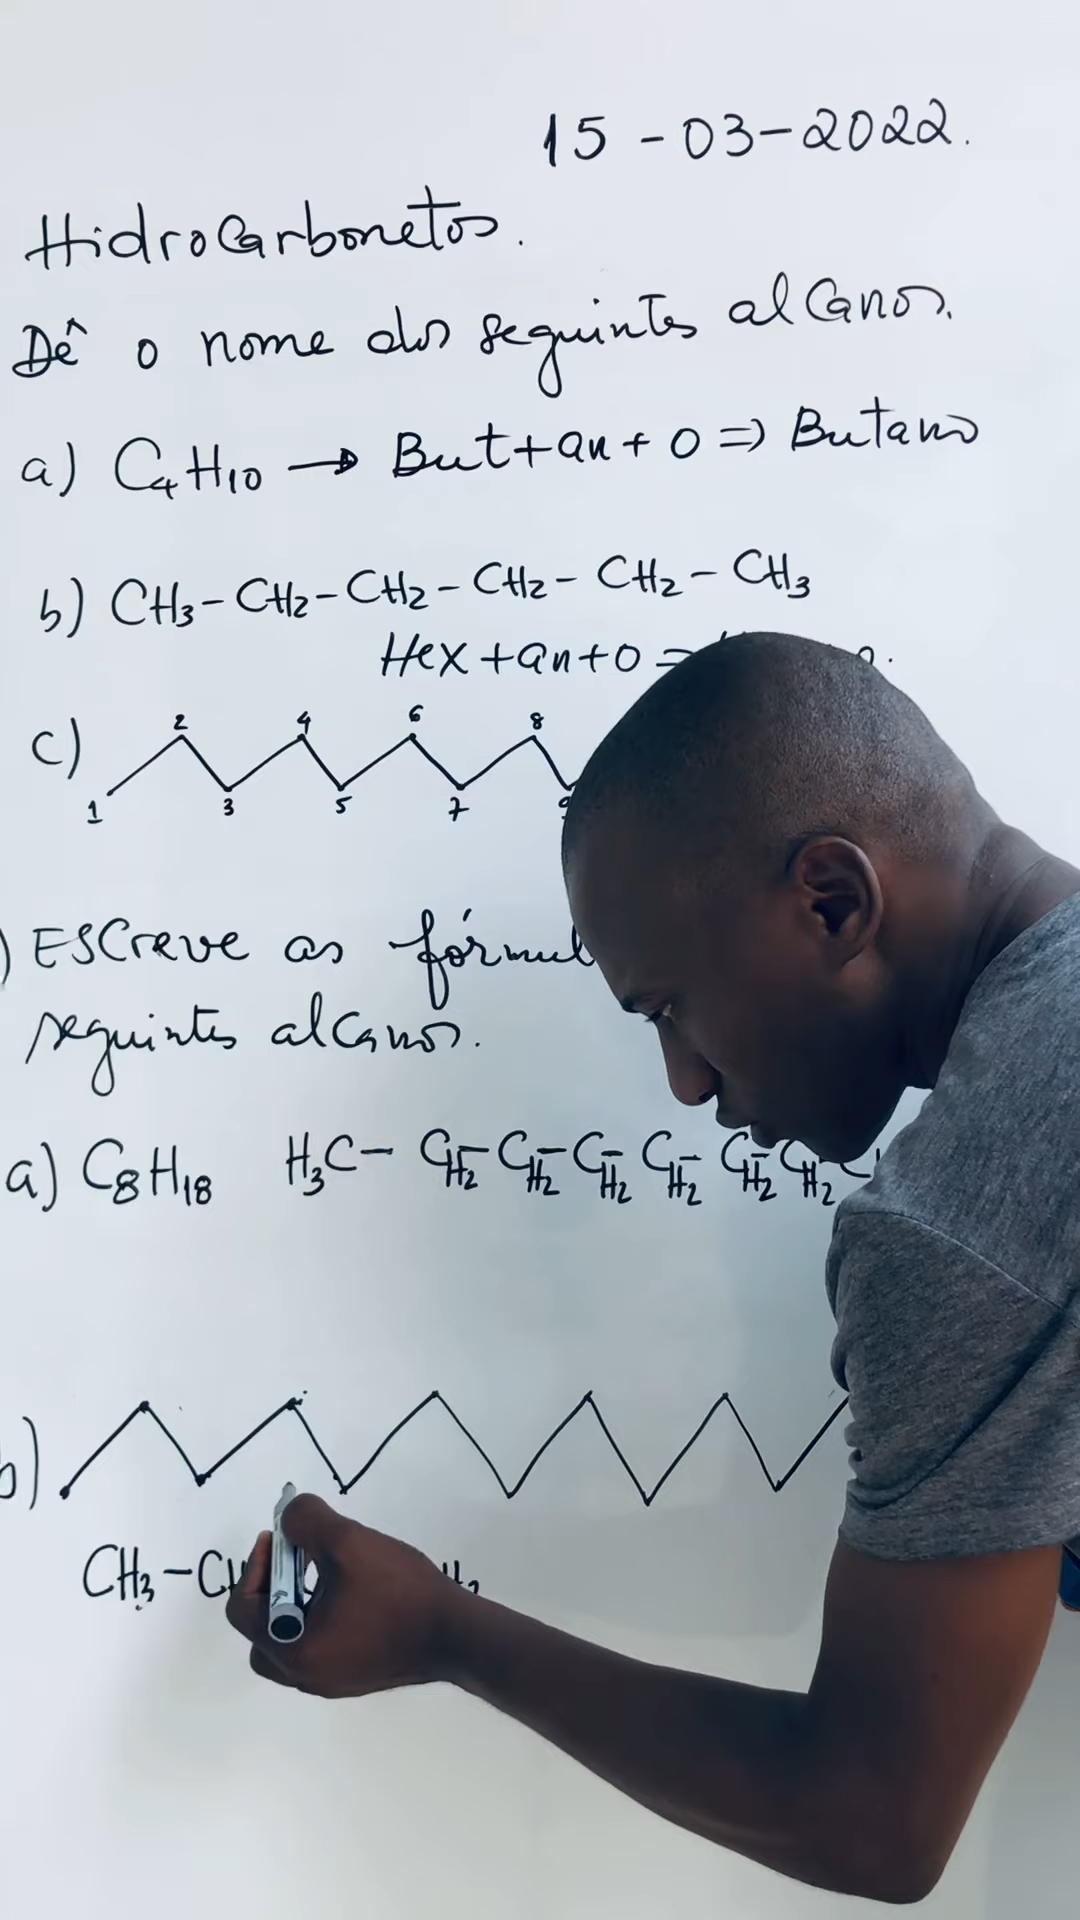 15-03-2022.
Hidrocarbonetos.
Dê o nome dos seguintes alcanos.
a) C₄H₁₀ → But+an+o => Butano
b) CH₃-CH₂-CH₂-CH₂-CH₂-CH₃
Hex+an+o =
c)
2 4 6 8
1 3 5 7 9
) Escreve as
seguintes alcanos.
a) C₈H₁₈ H₃C-CH₂-CH₂-CH₂-CH₂-CH₂-CH₂-C
b)
CH₃-CH